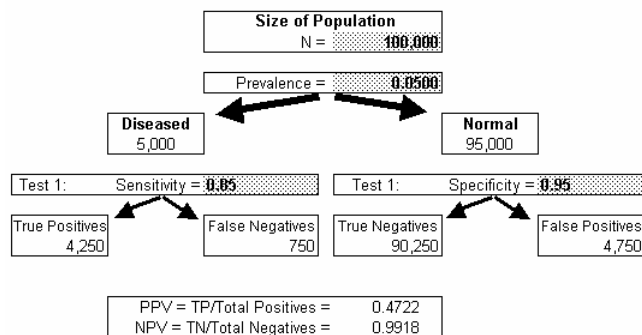 Size of Population
N = 100,000
Prevalence = 0.0500
Diseased
5,000
Normal
95,000
Test 1: Sensitivity = 0.85
Test 1: Specificity = 0.95
True Positives
4,250
False Negatives
750
True Negatives
90,250
False Positives
4,750
PPV = TP/Total Positives = 0.4722
NPV = TN/Total Negatives = 0.9918